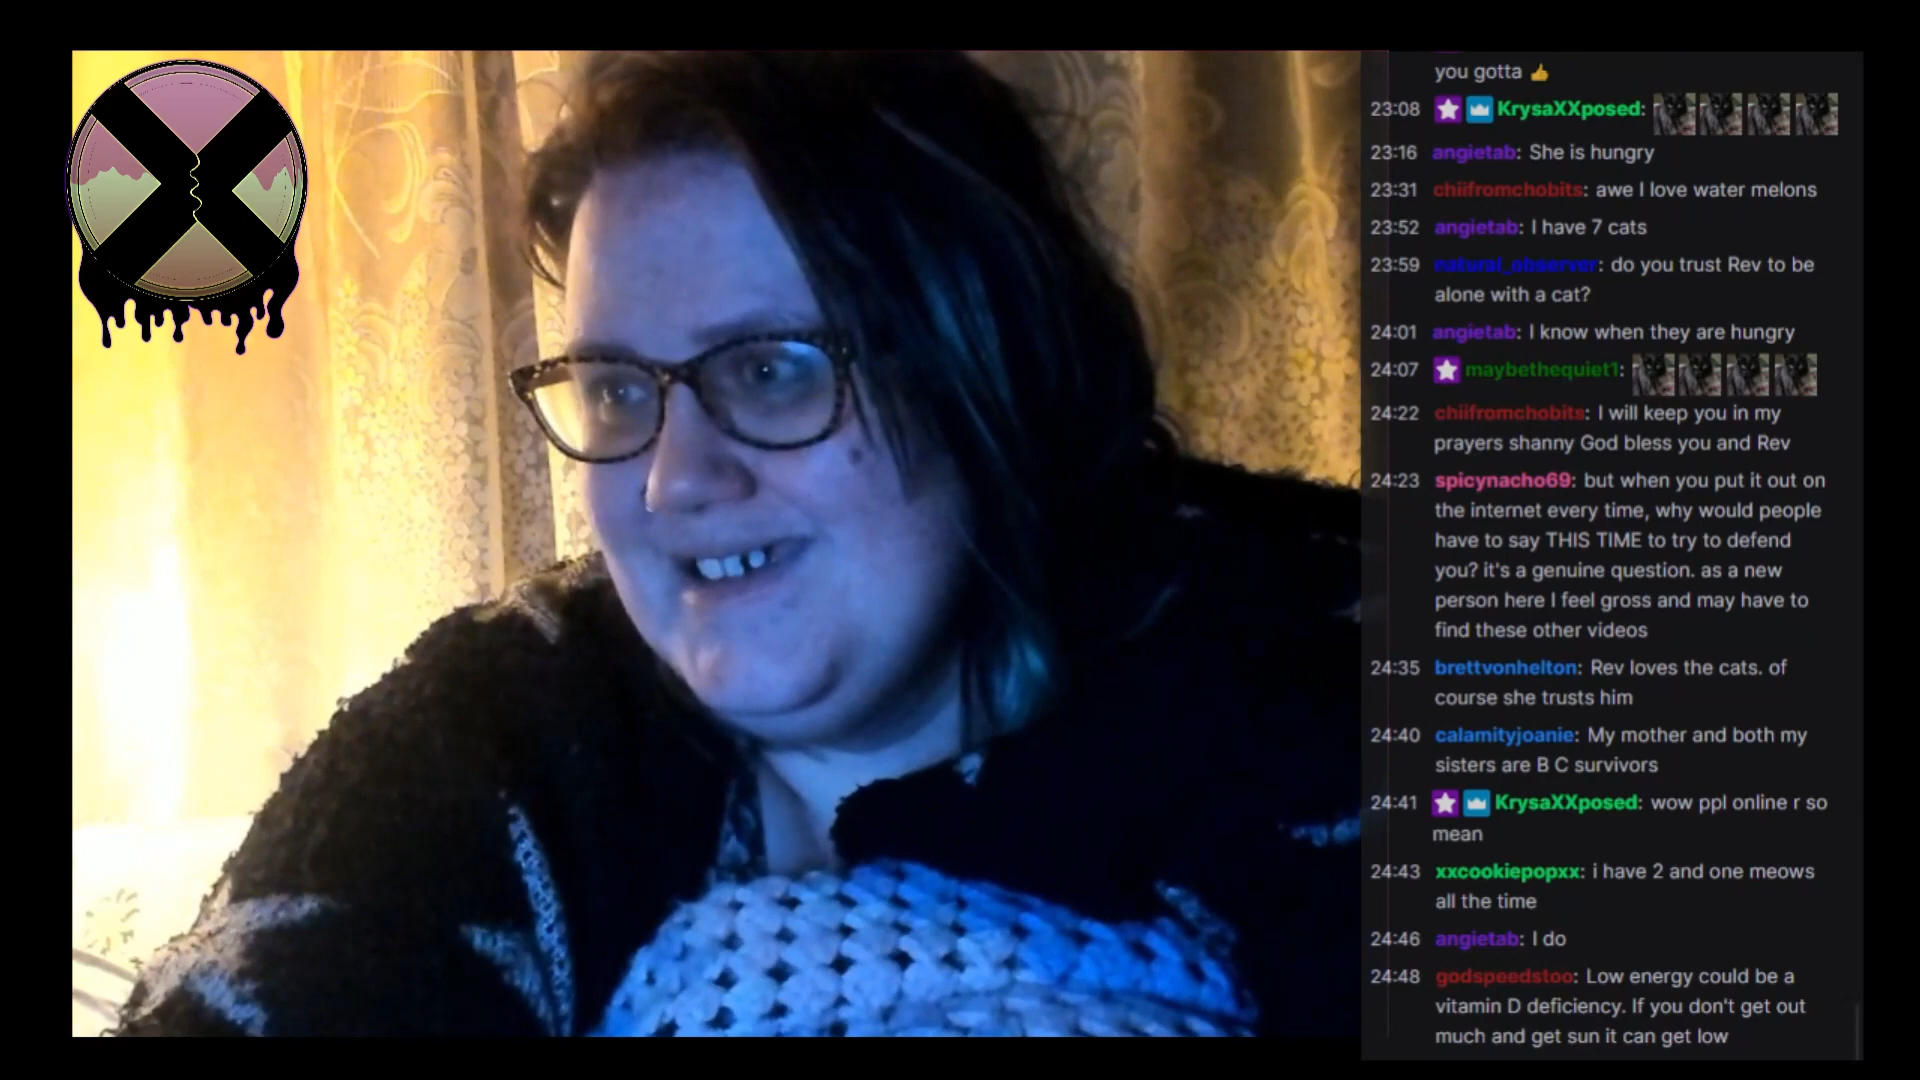 you gotta 👍
23:08 KrysaXXposed:
23:16 angietab: She is hungry
23:31 chiifromchobits: awe I love water melons
23:52 angietab: I have 7 cats
23:59 natural_observer: do you trust Rev to be
alone with a cat?
24:01 angietab: I know when they are hungry
24:07 maybethequiet1:
24:22 chiifromchobits: I will keep you in my
prayers shanny God bless you and Rev
24:23 spicynacho69: but when you put it out on
the internet every time, why would people
have to say THIS TIME to try to defend
you? it's a genuine question. as a new
person here I feel gross and may have to
find these other videos
24:35 brettvonhelton: Rev loves the cats. of
course she trusts him
24:40 calamityjoanie: My mother and both my
sisters are B C survivors
24:41 KrysaXXposed: wow ppl online r so
mean
24:43 xxcookiepopxx: i have 2 and one meows
all the time
24:46 angietab: I do
24:48 godspeedstoo: Low energy could be a
vitamin D deficiency. If you don't get out
much and get sun it can get low